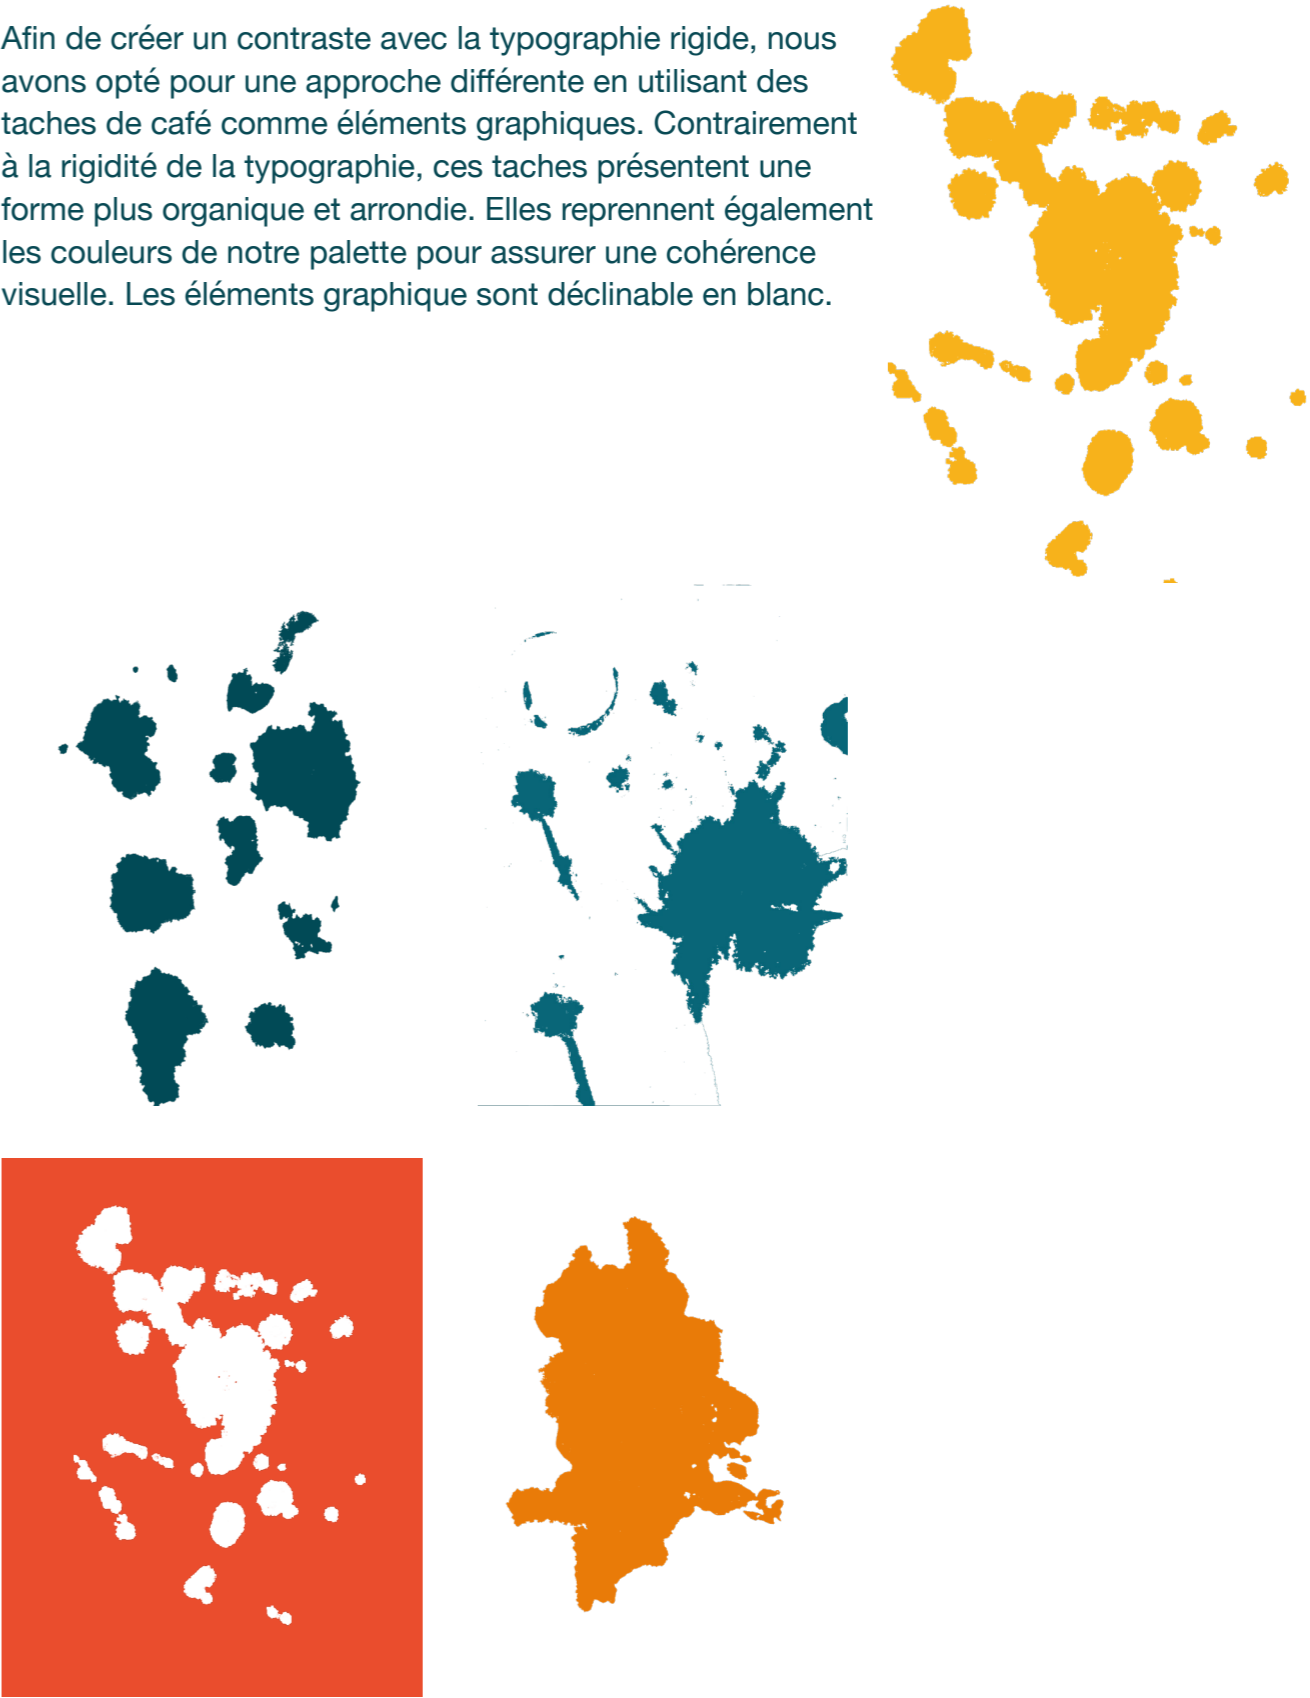 Afin de créer un contraste avec la typographie rigide, nous
avons opté pour une approche différente en utilisant des
taches de café comme éléments graphiques. Contrairement
à la rigidité de la typographie, ces taches présentent une
forme plus organique et arrondie. Elles reprennent également
les couleurs de notre palette pour assurer une cohérence
visuelle. Les éléments graphique sont déclinable en blanc.